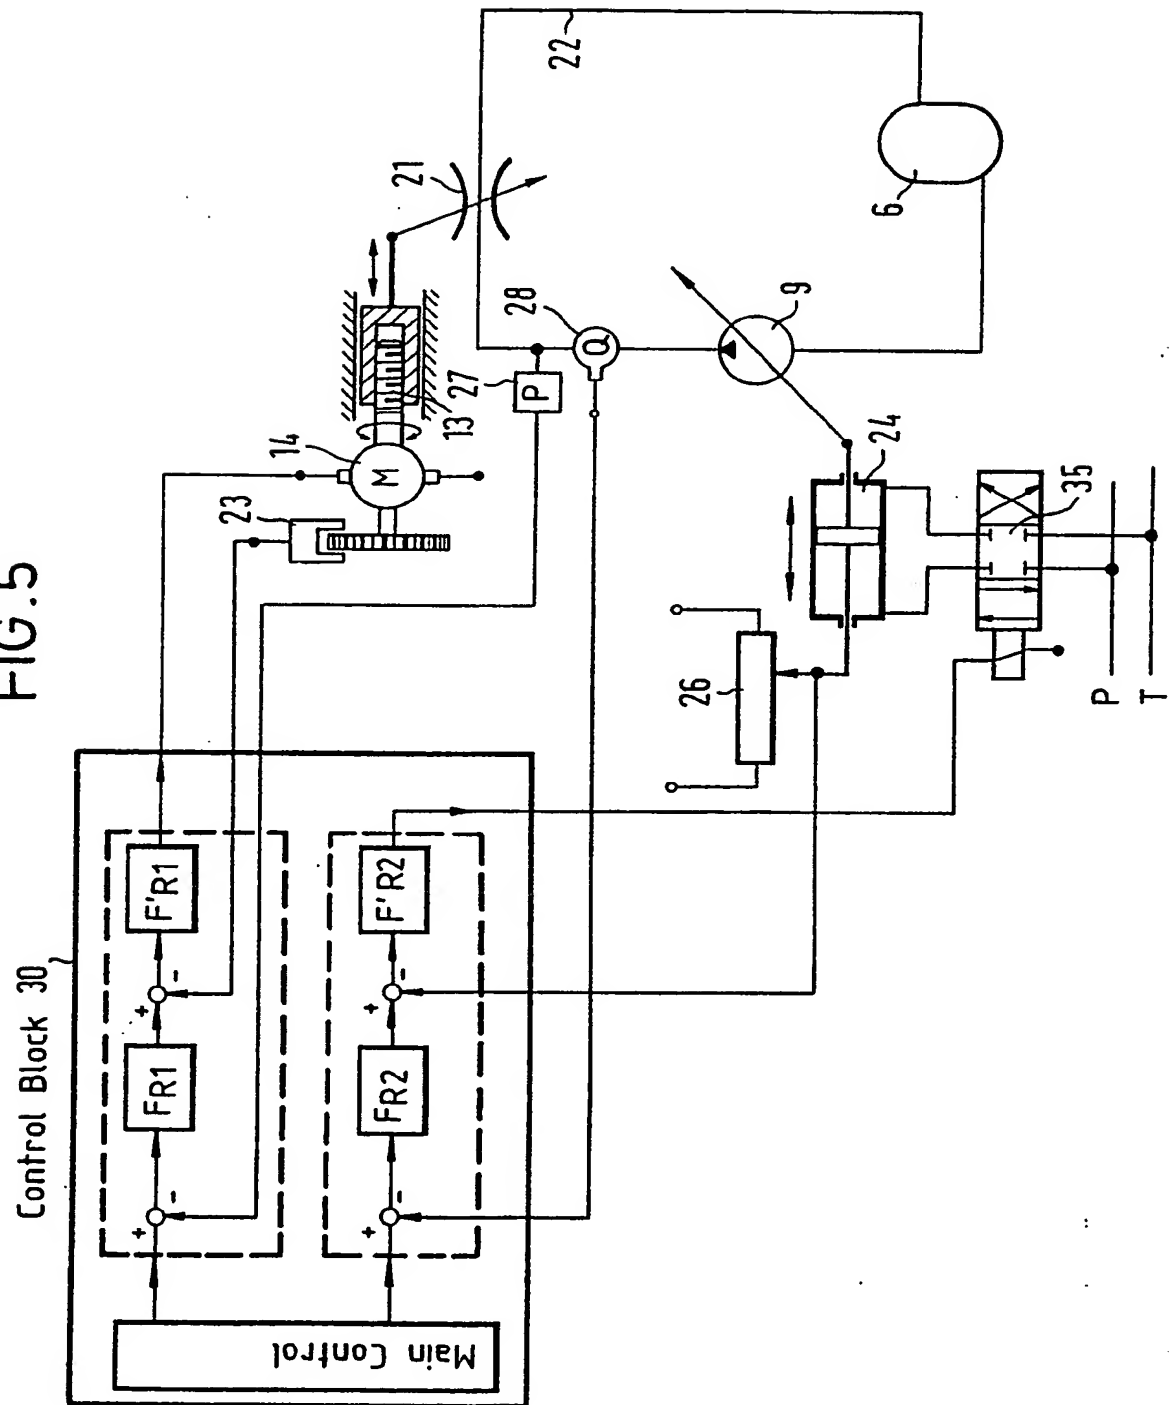 FIG.5
Control Block 30
Main Control
+
-
FR1
+
-
F'R1
+
-
FR2
+
-
F'R2
23
14
M
13
27
P
28
Q
21
22
9
6
26
24
35
P
T